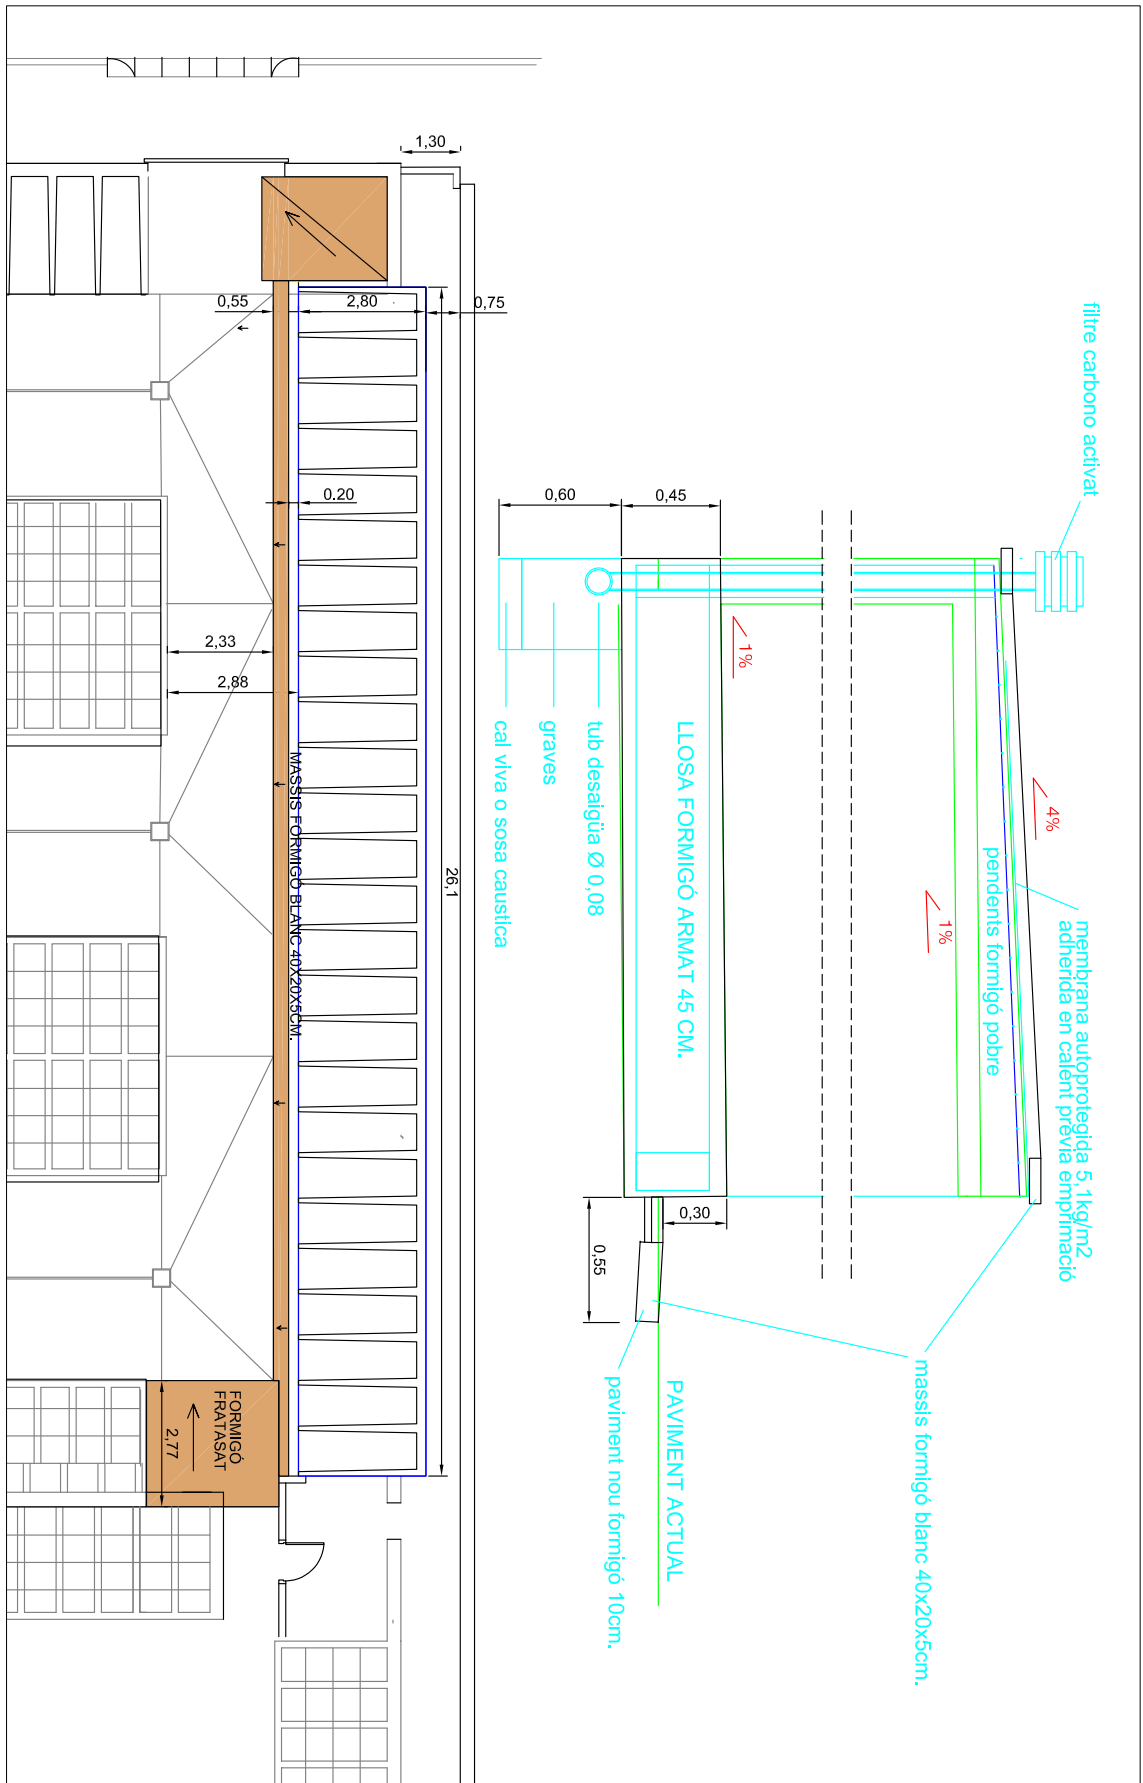 1,30
0,55
2,80
0,75
0.20
2,33
2,88
26,1
MASSIS FORMIGÓ BLANC 40X20X5CM.
FORMIGÓ
FRATASAT
2,77
filtre carbono activat
0,60
0,45
1%
4%
1%
LLOSA FORMIGÓ ARMAT 45 CM.
tub desaigüa Ø 0,08
graves
cal viva o sosa caustica
pendents formigó pobre
membrana autoprotegida 5,1kg/m2
adherida en calent prèvia emprimació
0,30
0,55
massis formigó blanc 40x20x5cm.
PAVIMENT ACTUAL
paviment nou formigó 10cm.